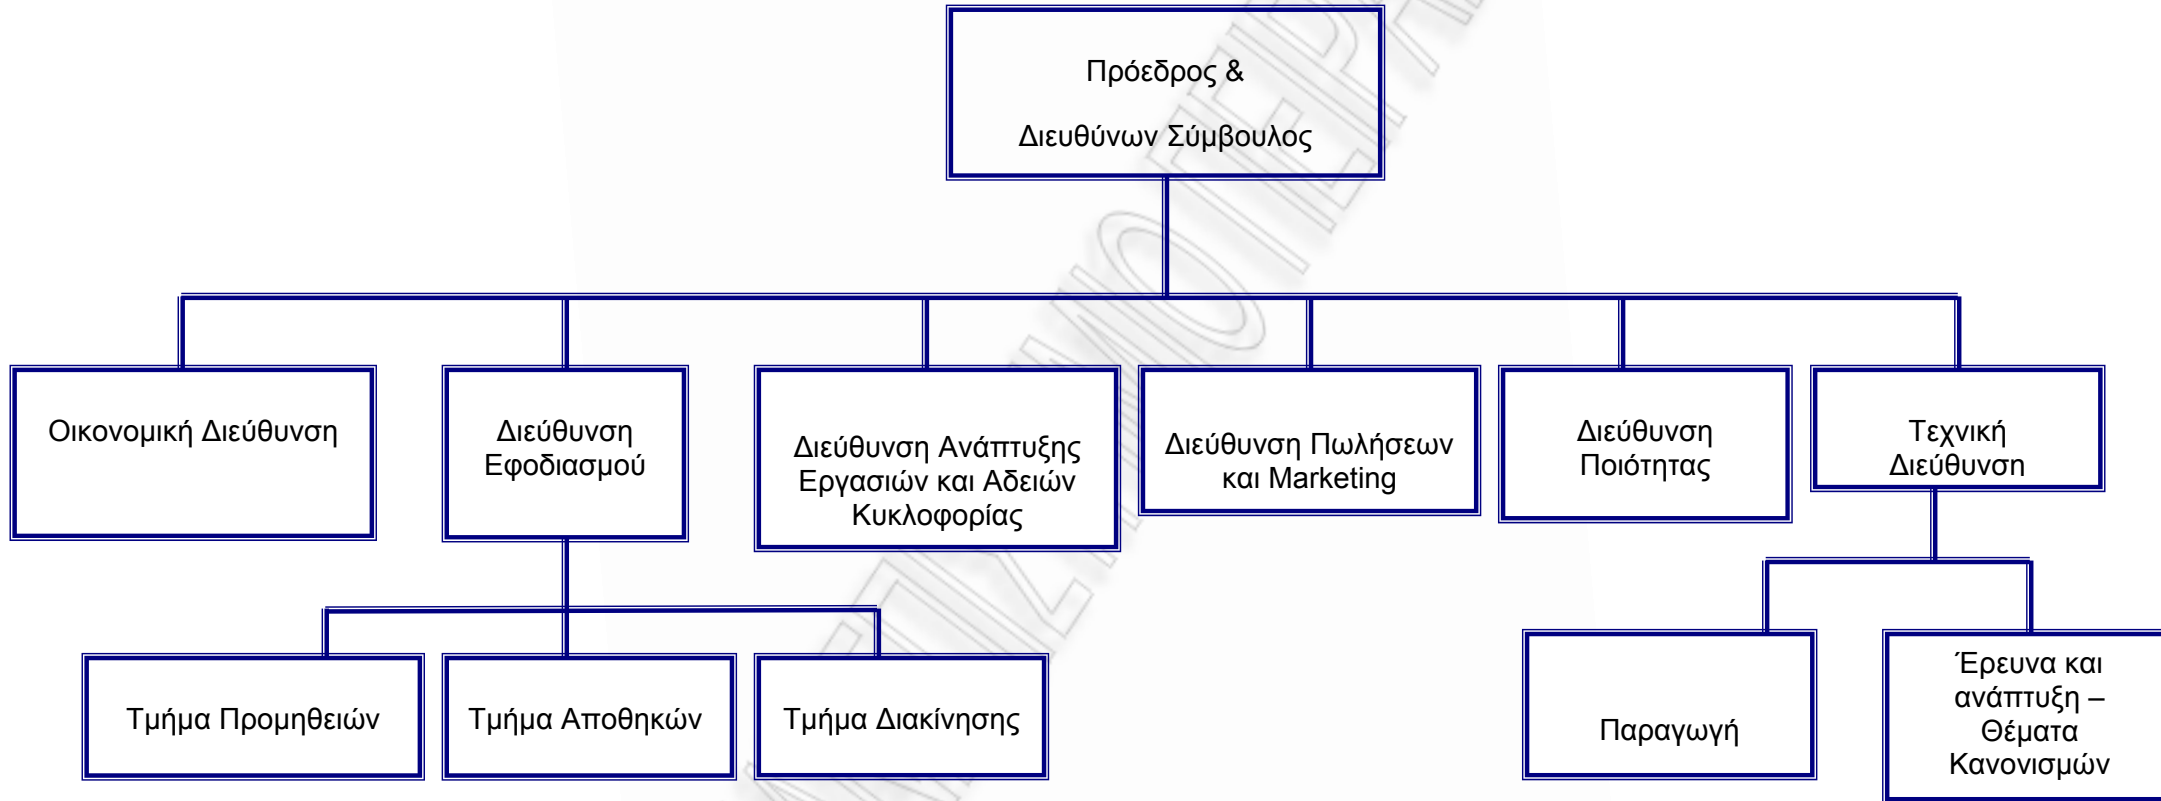 Πρόεδρος &
Διευθύνων Σύμβουλος
Οικονομική Διεύθυνση
Διεύθυνση
Εφοδιασμού
Διεύθυνση Ανάπτυξης
Εργασιών και Αδειών
Κυκλοφορίας
Διεύθυνση Πωλήσεων
και Marketing
Διεύθυνση
Ποιότητας
Τεχνική
Διεύθυνση
Τμήμα Προμηθειών
Τμήμα Αποθηκών
Τμήμα Διακίνησης
Παραγωγή
Έρευνα και
ανάπτυξη –
Θέματα
Κανονισμών